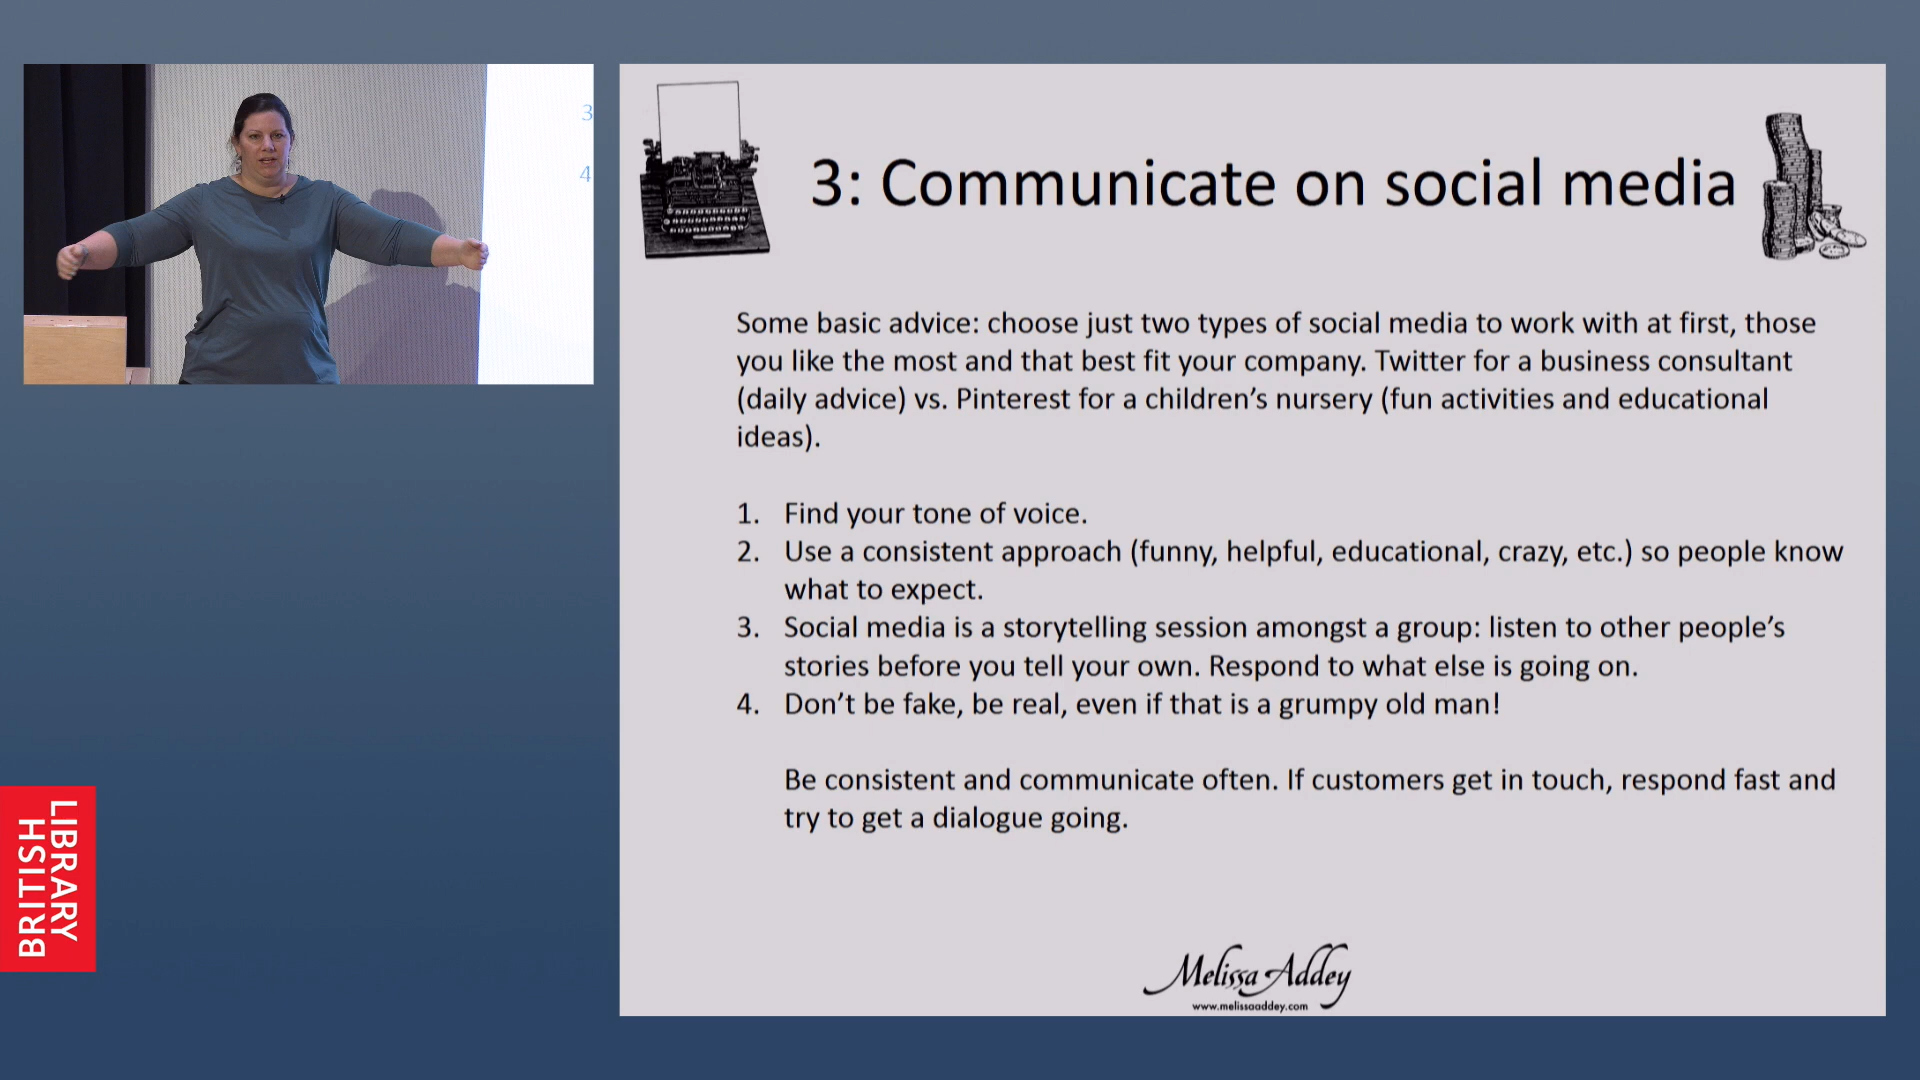 3
4
3: Communicate on social media
Some basic advice: choose just two types of social media to work with at first, those
you like the most and that best fit your company. Twitter for a business consultant
(daily advice) vs. Pinterest for a children’s nursery (fun activities and educational
ideas).
1. Find your tone of voice.
2. Use a consistent approach (funny, helpful, educational, crazy, etc.) so people know
what to expect.
3. Social media is a storytelling session amongst a group: listen to other people’s
stories before you tell your own. Respond to what else is going on.
4. Don’t be fake, be real, even if that is a grumpy old man!
Be consistent and communicate often. If customers get in touch, respond fast and
try to get a dialogue going.
Melissa Addey
www.melissaaddey.com
BRITISH
LIBRARY